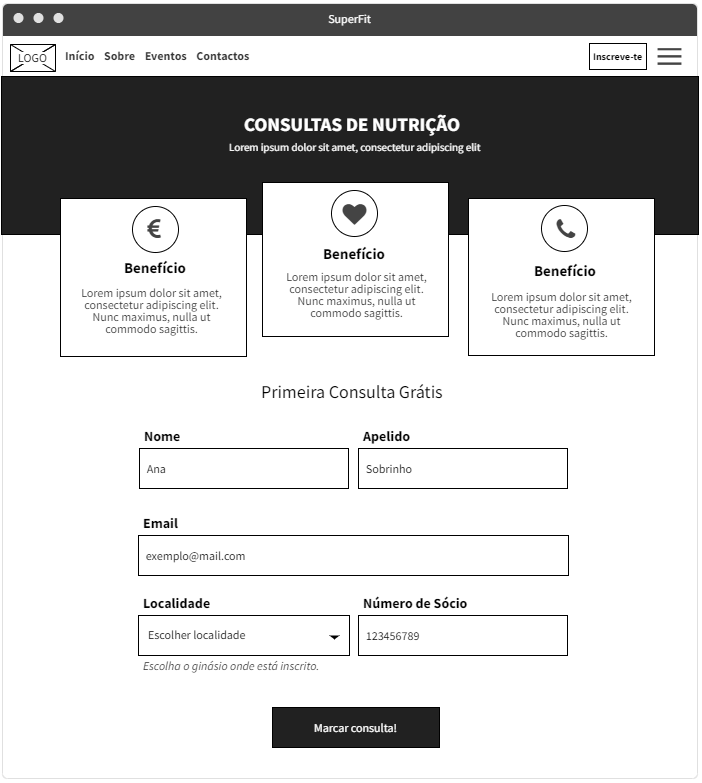 SuperFit
LOGO
Início Sobre Eventos Contactos
Inscreve-te
CONSULTAS DE NUTRIÇÃO
Lorem ipsum dolor sit amet, consectetur adipiscing elit
Benefício
Lorem ipsum dolor sit amet,
consectetur adipiscing elit.
Nunc maximus, nulla ut
commodo sagittis.
Benefício
Lorem ipsum dolor sit amet,
consectetur adipiscing elit.
Nunc maximus, nulla ut
commodo sagittis.
Benefício
Lorem ipsum dolor sit amet,
consectetur adipiscing elit.
Nunc maximus, nulla ut
commodo sagittis.
Primeira Consulta Grátis
Nome
Ana
Apelido
Sobrinho
Email
exemplo@mail.com
Localidade
Escolher localidade
Escolha o ginásio onde está inscrito.
Número de Sócio
123456789
Marcar consulta!